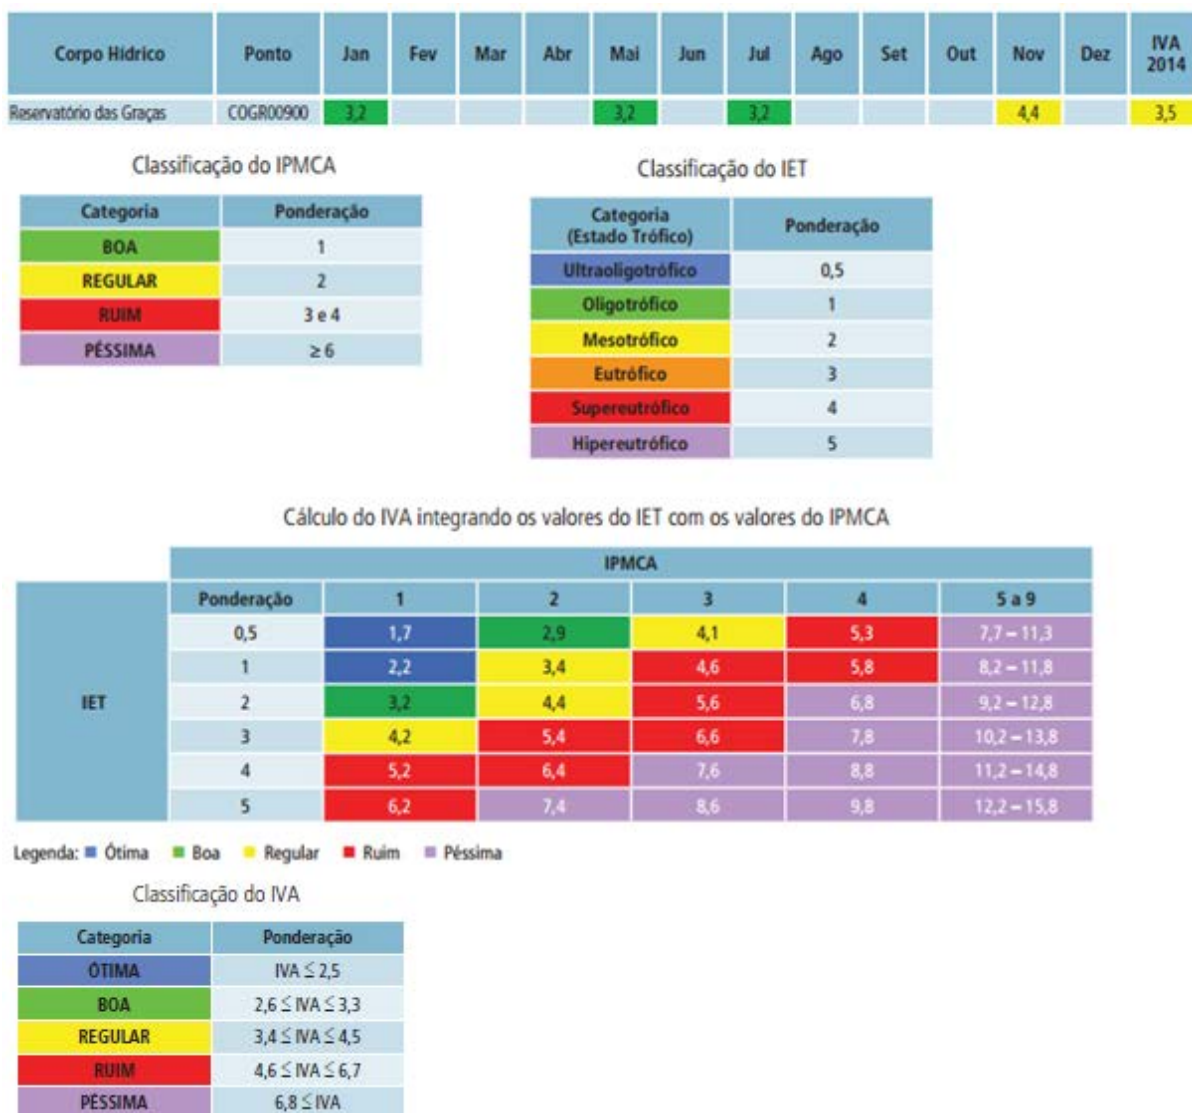 Corpo Hídrico Ponto Jan Fev Mar Abr Mai Jun Jul Ago Set Out Nov Dez IVA 2014
Reservatório das Graças COGR00900 3,2 3,2 3,2 4,4 3,5
Classificação do IPMCA
Categoria Ponderação
BOA 1
REGULAR 2
RUIM 3 e 4
PÉSSIMA ≥ 6
Classificação do IET
Categoria
(Estado Trófico) Ponderação
Ultraoligotrófico 0,5
Oligotrófico 1
Mesotrófico 2
Eutrófico 3
Supereutrófico 4
Hipereutrófico 5
Cálculo do IVA integrando os valores do IET com os valores do IPMCA
IPMCA
Ponderação 1 2 3 4 5 a 9
0,5 1,7 2,9 4,1 5,3 7,7 – 11,3
1 2,2 3,4 4,6 5,8 8,2 – 11,8
IET 2 3,2 4,4 5,6 6,8 9,2 – 12,8
3 4,2 5,4 6,6 7,8 10,2 – 13,8
4 5,2 6,4 7,6 8,8 11,2 – 14,8
5 6,2 7,4 8,6 9,8 12,2 – 15,8
Legenda: Ótima Boa Regular Ruim Péssima
Classificação do IVA
Categoria Ponderação
ÓTIMA IVA ≤ 2,5
BOA 2,6 ≤ IVA ≤ 3,3
REGULAR 3,4 ≤ IVA ≤ 4,5
RUIM 4,6 ≤ IVA ≤ 6,7
PÉSSIMA 6,8 ≤ IVA